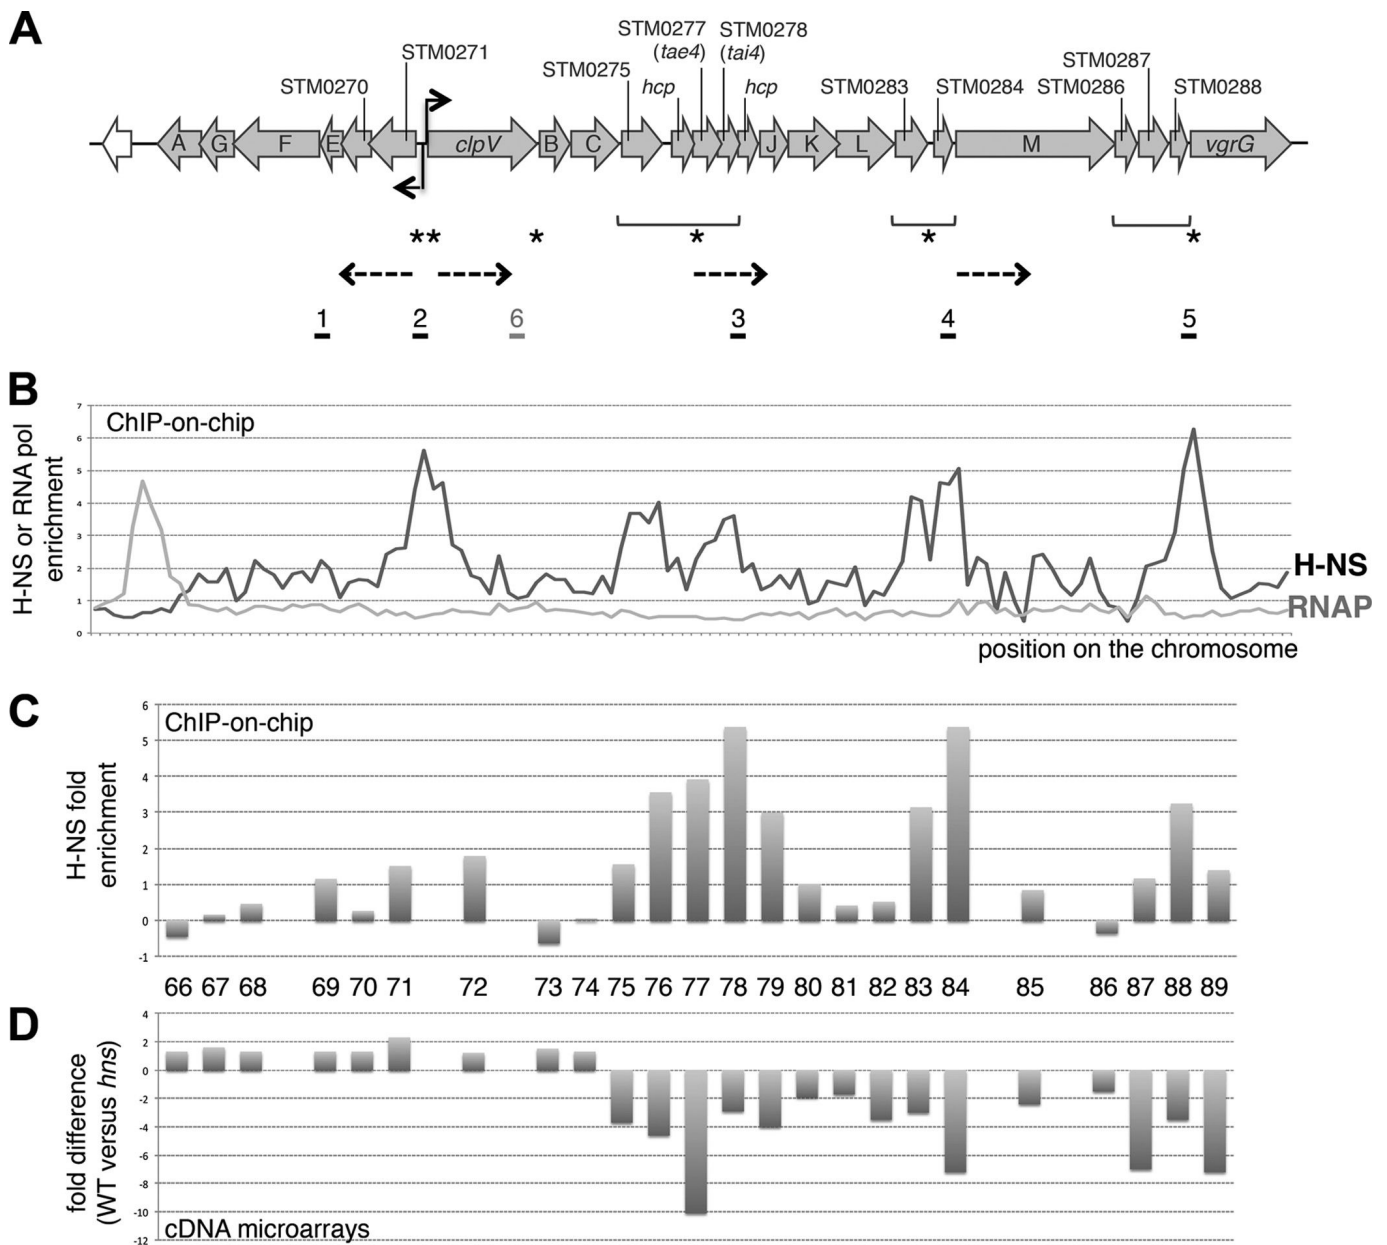 A
STM0277 STM0278
(tae4) (tai4)
STM0271
STM0287
STM0275
STM0270 hcp hcp STM0283 STM0284 STM0286 STM0288
A G F E clpV B C J K L M vgrG
** * * * *
1 2 6 3 4 5
B
ChIP-on-chip
H-NS or RNA pol
enrichment
7
6
5
4
3
2
1
0
H-NS
RNAP
position on the chromosome
C
ChIP-on-chip
H-NS fold
enrichment
6
5
4
3
2
1
0
-1
66 67 68 69 70 71 72 73 74 75 76 77 78 79 80 81 82 83 84 85 86 87 88 89
D
fold difference
(WT versus hns)
4
2
0
-2
-4
-6
-8
-10
-12
cDNA microarrays